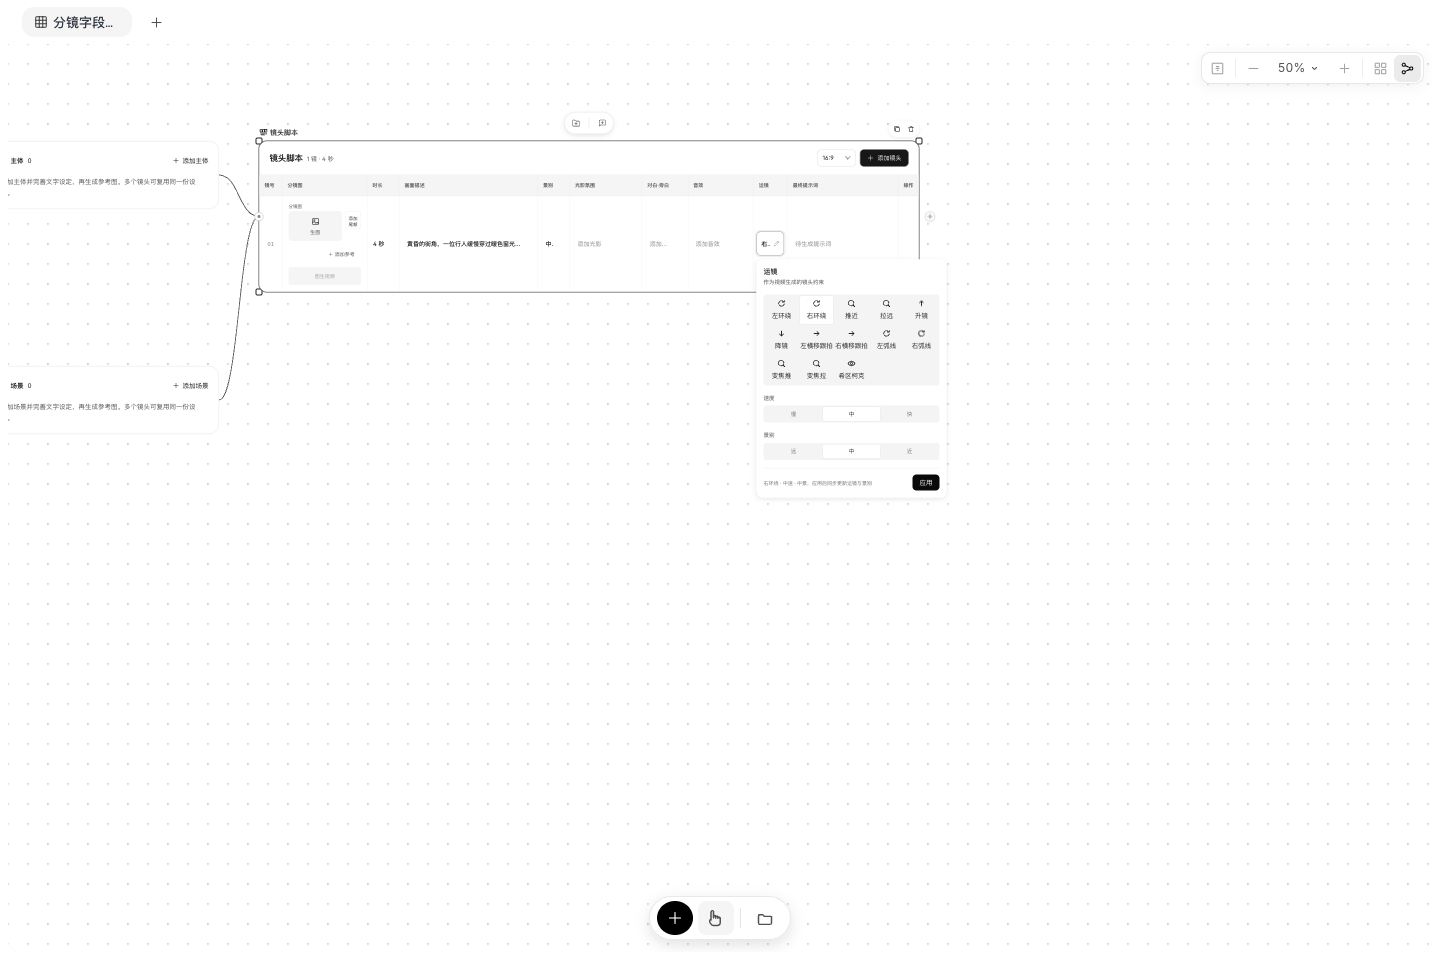 分镜字段...
50%
镜头脚本
主体 0
添加主体
加主体并完善文字设定，再生成参考图。多个镜头可复用同一份设
镜头脚本 1 镜 · 4 秒
16:9
添加镜头
镜号 分镜图 时长 画面描述 景别 光影氛围 对白·旁白 音效 运镜 最终提示词 操作
分镜图
生图
添加
尾帧
01
4 秒
黄昏的街角，一位行人缓慢穿过暖色霓光...
中.
添加光影
添加...
添加音效
右..
待生成提示词
添加参考
运镜
作为视频生成的镜头约束
左环绕 右环绕 推近 拉远 升镜
降镜 左横移跟拍 右横移跟拍 左弧线 右弧线
变焦推 变焦拉 希区柯克
速度
慢 中 快
景别
远 中 近
应用
场景 0
添加场景
加场景并完善文字设定，再生成参考图。多个镜头可复用同一份设